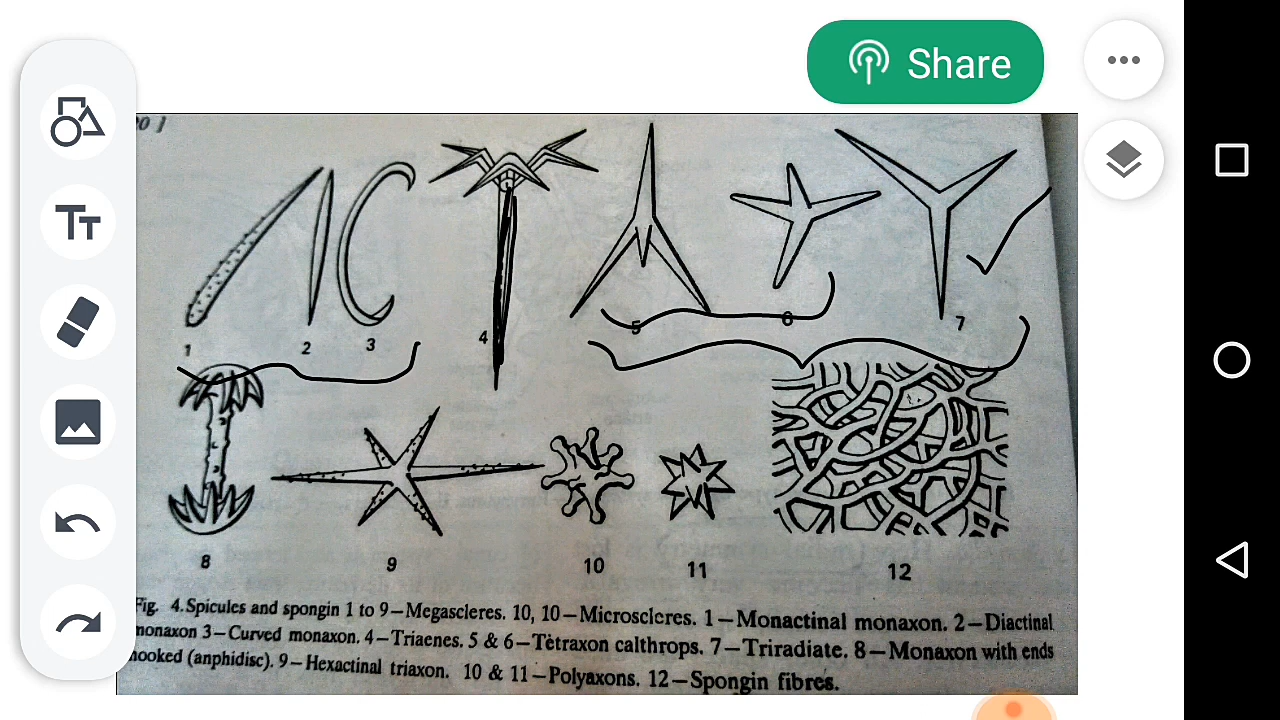 Share
TT
20 ]
1
2
3
4
5
6
7
8
9
10
11
12
Fig. 4. Spicules and spongin 1 to 9—Megascleres. 10, 10—Microscleres. 1—Monactinal monaxon. 2—Diactinal
monaxon 3—Curved monaxon. 4—Triaenes. 5 & 6—Tetraxon calthrops. 7—Triradiate. 8—Monaxon with ends
hooked (anphidisc). 9—Hexactinal triaxon. 10 & 11—Polyaxons. 12—Spongin fibres.